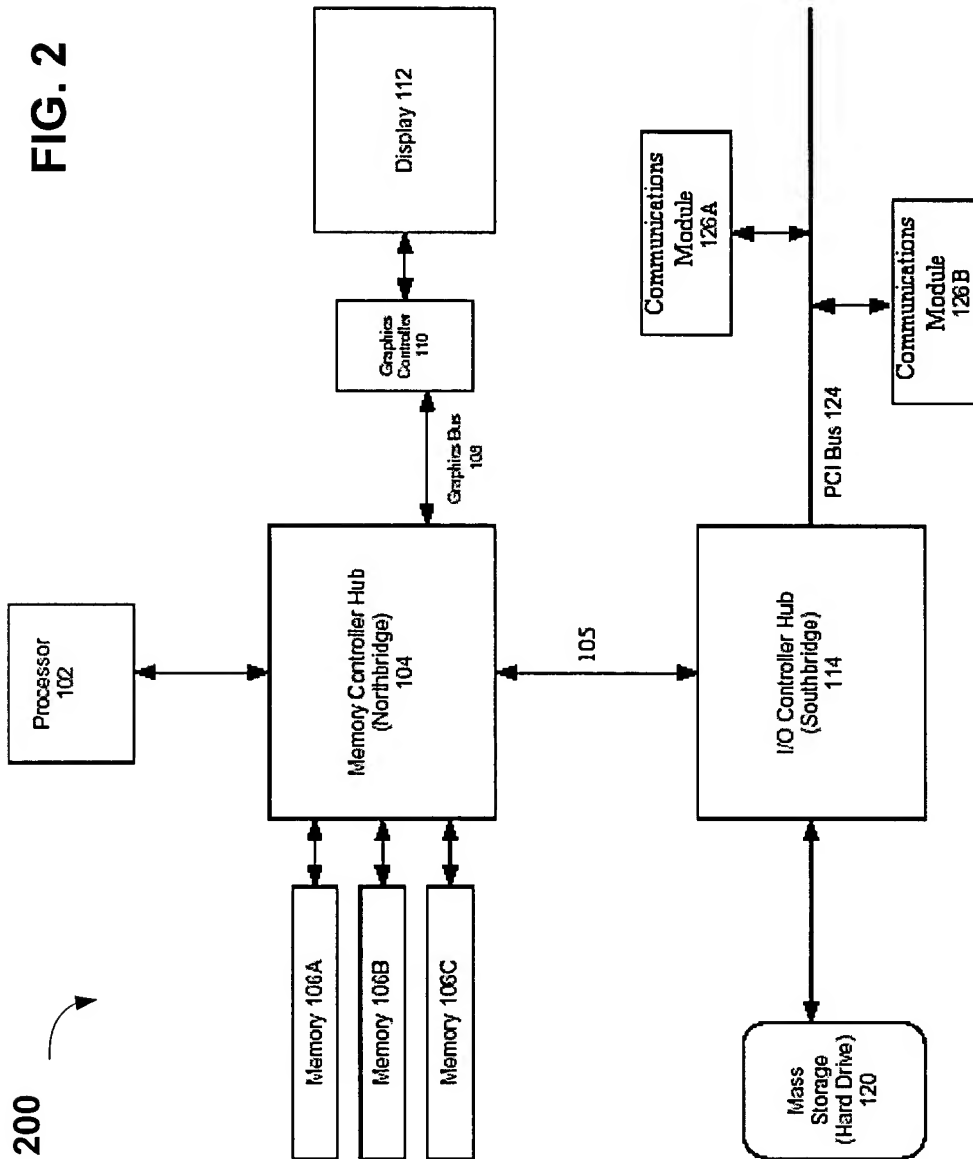 FIG. 2
200
Processor
102
Memory 106A
Memory 106B
Memory 106C
Memory Controller Hub
(Northbridge)
104
Graphics Bus
108
Graphics
Controller
110
Display 112
105
Mass
Storage
(Hard Drive)
120
I/O Controller Hub
(Southbridge)
114
PCI Bus 124
Communications
Module
126A
Communications
Module
126B